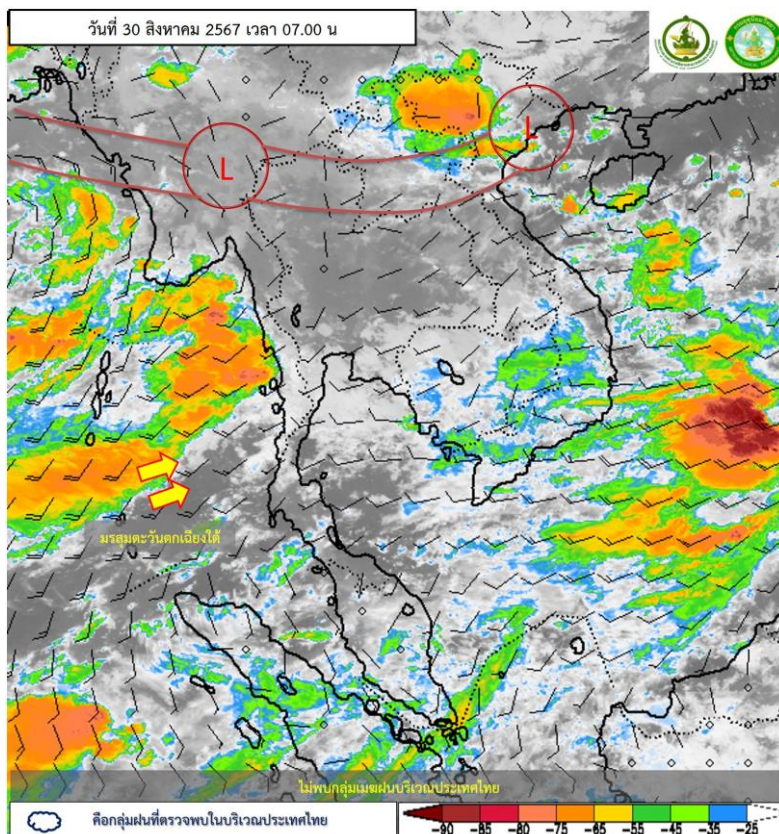 วันที่ 30 สิงหาคม 2567 เวลา 07.00 น
L
L
มรสุมตะวันตกเฉียงใต้
ไม่พบกลุ่มเมฆฝนบริเวณประเทศไทย
คือกลุ่มฝนที่ตรวจพบในบริเวณประเทศไทย
-90 -85 -80 -75 -65 -55 -45 -35 -25